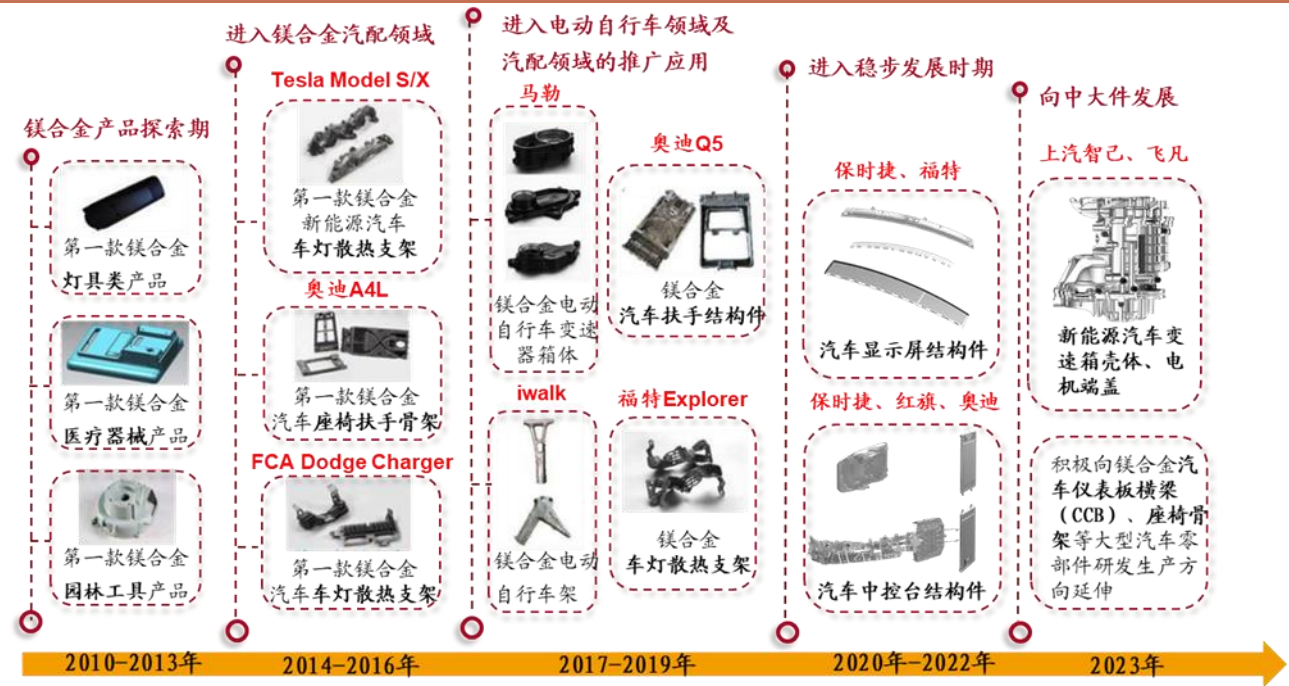 镁合金产品探索期
第一款镁合金
灯具类产品
第一款镁合金
医疗器械产品
第一款镁合金
园林工具产品
2010-2013年
进入镁合金汽配领域
Tesla Model S/X
第一款镁合金
新能源汽车
车灯散热支架
奥迪A4L
第一款镁合金
汽车座椅扶手骨架
FCA Dodge Charger
第一款镁合金
汽车车灯散热支架
2014-2016年
进入电动自行车领域及
汽配领域的推广应用
马勒
镁合金电动
自行车变速
器箱体
奥迪Q5
镁合金
汽车扶手结构件
iwalk
镁合金电动
自行车架
福特Explorer
镁合金
车灯散热支架
2017-2019年
进入稳步发展时期
保时捷、福特
汽车显示屏结构件
保时捷、红旗、奥迪
汽车中控台结构件
2020年-2022年
向中大件发展
上汽智己、飞凡
新能源汽车变
速箱壳体、电
机端盖
积极向镁合金汽
车仪表板横梁
（CCB）、座椅骨
架等大型汽车零
部件研发生产方
向延伸
2023年